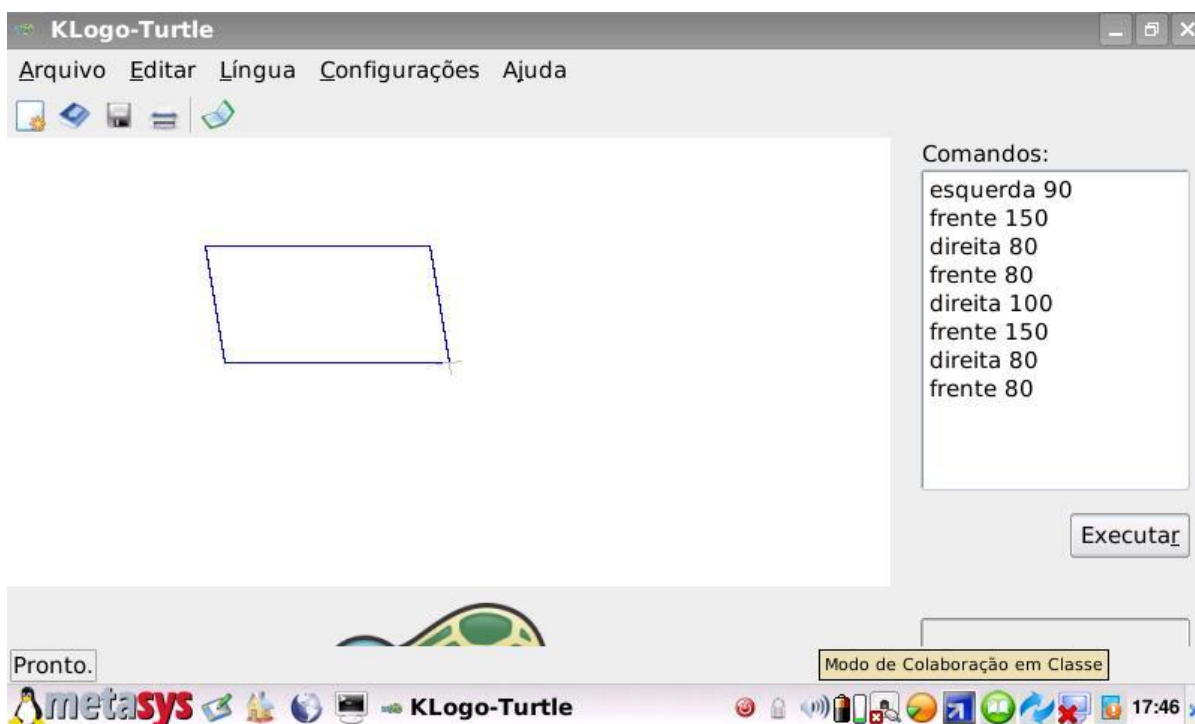 KLogo-Turtle
Arquivo Editar Língua Configurações Ajuda
Comandos:
esquerda 90
frente 150
direita 80
frente 80
direita 100
frente 150
direita 80
frente 80
Executar
Pronto.
Modo de Colaboração em Classe
metasys KLogo-Turtle 17:46